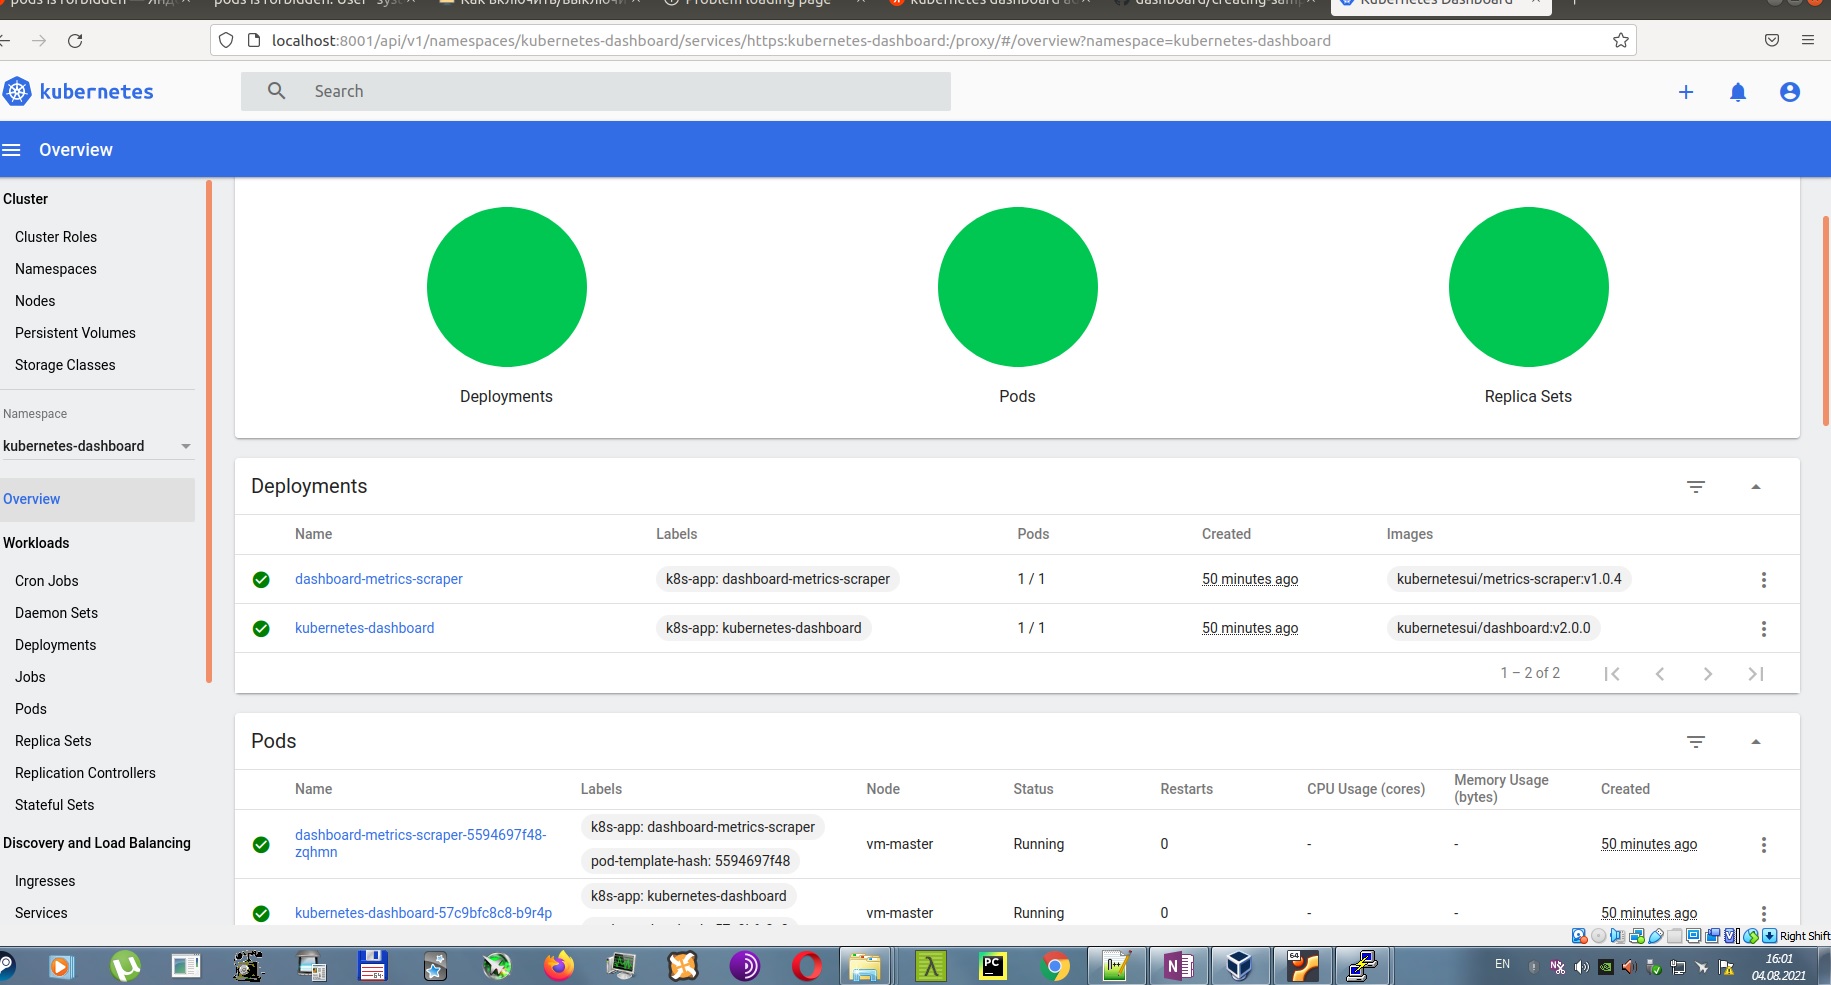 pods is forbidden
pods is forbidden: User "syst
Problem loading page
kubernetes dashboard
dashboard/creating-sam
Kubernetes Dashboard
localhost:8001/api/v1/namespaces/kubernetes-dashboard/services/https:kubernetes-dashboard:/proxy/#/overview?namespace=kubernetes-dashboard
kubernetes
Search
Overview
Cluster
Cluster Roles
Namespaces
Nodes
Persistent Volumes
Storage Classes
Namespace
kubernetes-dashboard
Overview
Workloads
Cron Jobs
Daemon Sets
Deployments
Jobs
Pods
Replica Sets
Replication Controllers
Stateful Sets
Discovery and Load Balancing
Ingresses
Services
Deployments Pods Replica Sets
Deployments
Name Labels Pods Created Images
dashboard-metrics-scraper k8s-app: dashboard-metrics-scraper 1 / 1 50 minutes ago kubernetesui/metrics-scraper:v1.0.4
kubernetes-dashboard k8s-app: kubernetes-dashboard 1 / 1 50 minutes ago kubernetesui/dashboard:v2.0.0
1 – 2 of 2
Pods
Name Labels Node Status Restarts CPU Usage (cores) Memory Usage (bytes) Created
dashboard-metrics-scraper-5594697f48-zqhmn k8s-app: dashboard-metrics-scraper vm-master Running 0 - - 50 minutes ago
pod-template-hash: 5594697f48
kubernetes-dashboard-57c9bfc8c8-b9r4p k8s-app: kubernetes-dashboard vm-master Running 0 - - 50 minutes ago
Right Shift
EN
16:01
04.08.2021